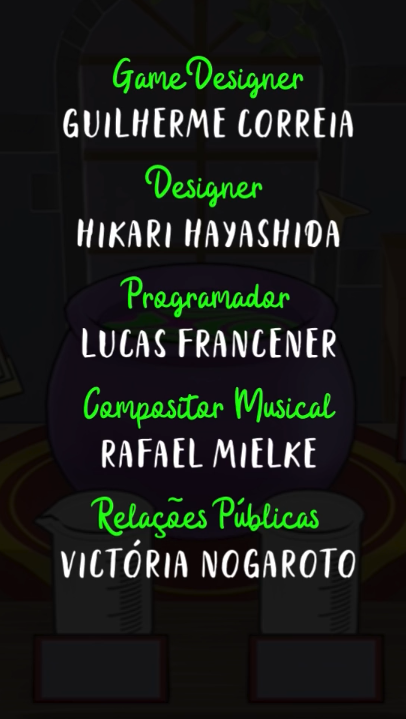 Game Designer
GUILHERME CORREIA
Designer
HIKARI HAYASHIDA
Programador
LUCAS FRANCENER
Compositor Musical
RAFAEL MIELKE
Relações Públicas
VICTÓRIA NOGAROTO